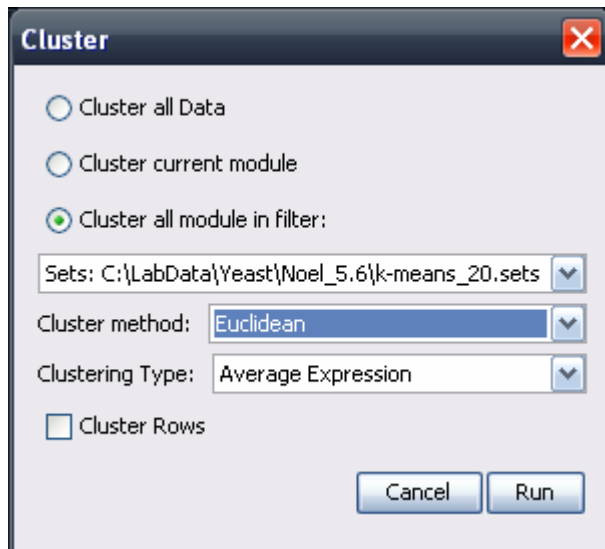 Cluster
Cluster all Data
Cluster current module
Cluster all module in filter:
Sets: C:\LabData\Yeast\Noel_5.6\k-means_20.sets
Cluster method: Euclidean
Clustering Type: Average Expression
Cluster Rows
Cancel Run